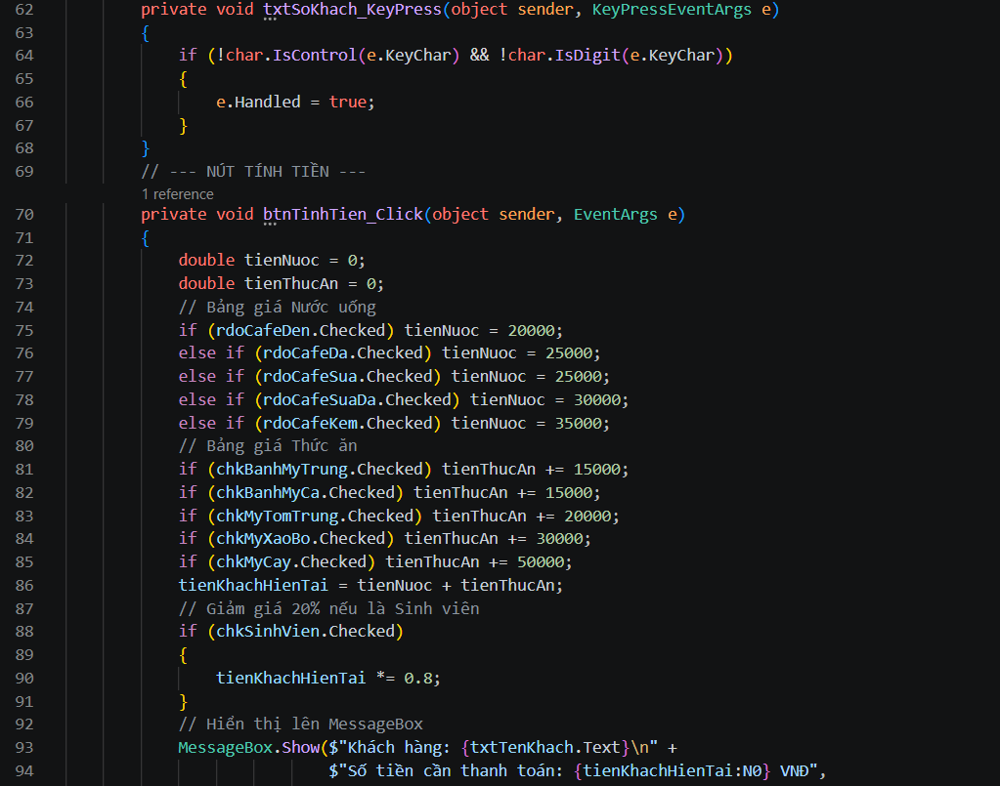 62 private void txtSoKhach_KeyPress(object sender, KeyPressEventArgs e)
63 {
64 if (!char.IsControl(e.KeyChar) && !char.IsDigit(e.KeyChar))
65 {
66 e.Handled = true;
67 }
68 }
69 // --- NÚT TÍNH TIỀN ---
1 reference
70 private void btnTinhTien_Click(object sender, EventArgs e)
71 {
72 double tienNuoc = 0;
73 double tienThucAn = 0;
74 // Bảng giá Nước uống
75 if (rdoCafeDen.Checked) tienNuoc = 20000;
76 else if (rdoCafeDa.Checked) tienNuoc = 25000;
77 else if (rdoCafeSua.Checked) tienNuoc = 25000;
78 else if (rdoCafeSuaDa.Checked) tienNuoc = 30000;
79 else if (rdoCafeKem.Checked) tienNuoc = 35000;
80 // Bảng giá Thức ăn
81 if (chkBanhMyTrung.Checked) tienThucAn += 15000;
82 if (chkBanhMyCa.Checked) tienThucAn += 15000;
83 if (chkMyTomTrung.Checked) tienThucAn += 20000;
84 if (chkMyXaoBo.Checked) tienThucAn += 30000;
85 if (chkMyCay.Checked) tienThucAn += 50000;
86 tienKhachHienTai = tienNuoc + tienThucAn;
87 // Giảm giá 20% nếu là Sinh viên
88 if (chkSinhVien.Checked)
89 {
90 tienKhachHienTai *= 0.8;
91 }
92 // Hiển thị lên MessageBox
93 MessageBox.Show($"Khách hàng: {txtTenKhach.Text}\n" +
94 $"Số tiền cần thanh toán: {tienKhachHienTai:N0} VNĐ",